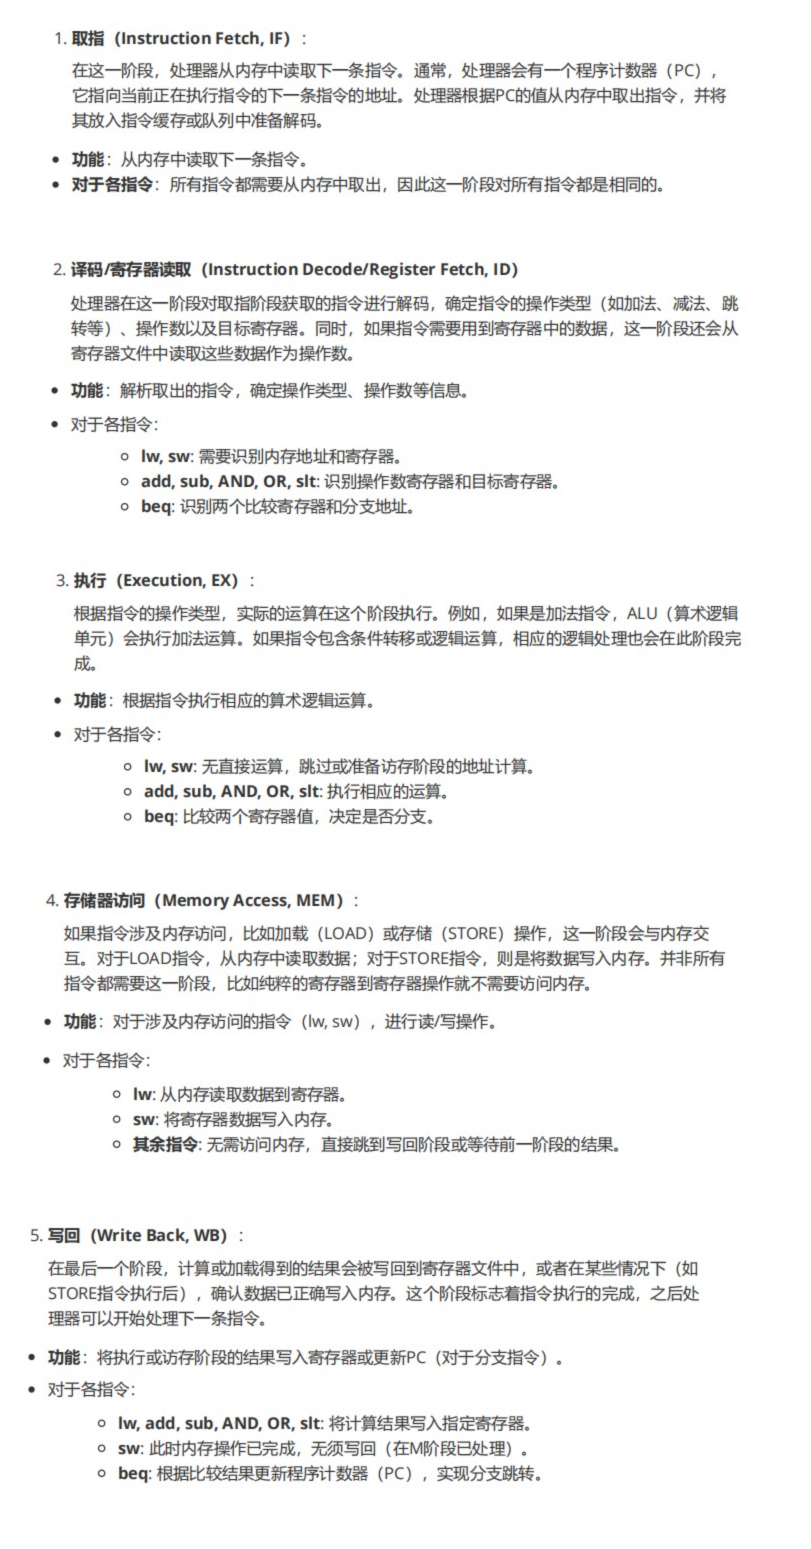 1. 取指（Instruction Fetch, IF）：
在这一阶段，处理器从内存中读取下一条指令。通常，处理器会有一个程序计数器（PC），
它指向当前正在执行指令的下一条指令的地址。处理器根据PC的值从内存中取出指令，并将
其放入指令缓存或队列中准备解码。
• 功能：从内存中读取下一条指令。
• 对于各指令：所有指令都需要从内存中取出，因此这一阶段对所有指令都是相同的。
2. 译码/寄存器读取（Instruction Decode/Register Fetch, ID）
处理器在这一阶段对取指阶段获取的指令进行解码，确定指令的操作类型（如加法、减法、跳
转等）、操作数以及目标寄存器。同时，如果指令需要用到寄存器中的数据，这一阶段还会从
寄存器文件中读取这些数据作为操作数。
• 功能：解析取出的指令，确定操作类型、操作数等信息。
• 对于各指令：
○ lw, sw: 需要识别内存地址和寄存器。
○ add, sub, AND, OR, slt: 识别操作数寄存器和目标寄存器。
○ beq: 识别两个比较寄存器和分支地址。
3. 执行（Execution, EX）：
根据指令的操作类型，实际的运算在这个阶段执行。例如，如果是加法指令，ALU（算术逻辑
单元）会执行加法运算。如果指令包含条件转移或逻辑运算，相应的逻辑处理也会在此阶段完
成。
• 功能：根据指令执行相应的算术逻辑运算。
• 对于各指令：
○ lw, sw: 无直接运算，跳过或准备访存阶段的地址计算。
○ add, sub, AND, OR, slt: 执行相应的运算。
○ beq: 比较两个寄存器值，决定是否分支。
4. 存储器访问（Memory Access, MEM）：
如果指令涉及内存访问，比如加载（LOAD）或存储（STORE）操作，这一阶段会与内存交
互。对于LOAD指令，从内存中读取数据；对于STORE指令，则是将数据写入内存。并非所有
指令都需要这一阶段，比如纯粹的寄存器到寄存器操作就不需要访问内存。
• 功能：对于涉及内存访问的指令（lw, sw），进行读/写操作。
• 对于各指令：
○ lw: 从内存读取数据到寄存器。
○ sw: 将寄存器数据写入内存。
○ 其余指令: 无需访问内存，直接跳到写回阶段或等待前一阶段的结果。
5. 写回（Write Back, WB）：
在最后一个阶段，计算或加载得到的结果会被写回到寄存器文件中，或者在某些情况下（如
STORE指令执行后），确认数据已正确写入内存。这个阶段标志着指令执行的完成，之后处
理器可以开始处理下一条指令。
• 功能：将执行或访存阶段的结果写入寄存器或更新PC（对于分支指令）。
• 对于各指令：
○ lw, add, sub, AND, OR, slt: 将计算结果写入指定寄存器。
○ sw: 此时内存操作已完成，无须写回（在M阶段已处理）。
○ beq: 根据比较结果更新程序计数器（PC），实现分支跳转。